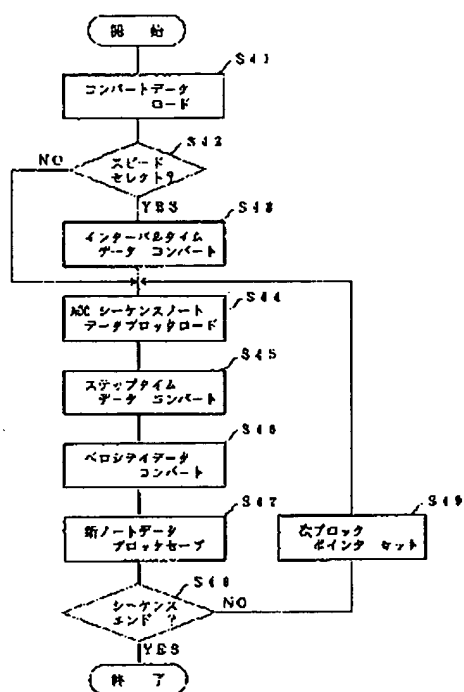 開 始
S41
コンバートデータ
ロード
S42
スピード
セレクト?
NO
YES
S43
インターバルタイム
データ コンバート
S44
ACC シーケンスノート
データブロックロード
S45
ステップタイム
データ コンバート
S46
ベロシティデータ
コンバート
S47
新ノートデータ
ブロックセーブ
S49
次ブロック
ポインタ セット
S48
シーケンス
エンド ?
NO
YES
終 了